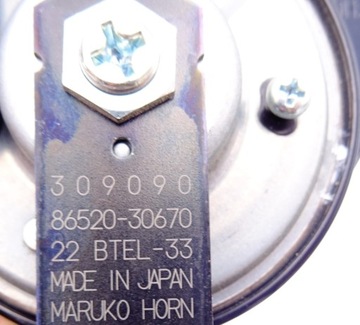 309090
86520-30670
22 BTEL-33
MADE IN JAPAN
MARUKO HORN